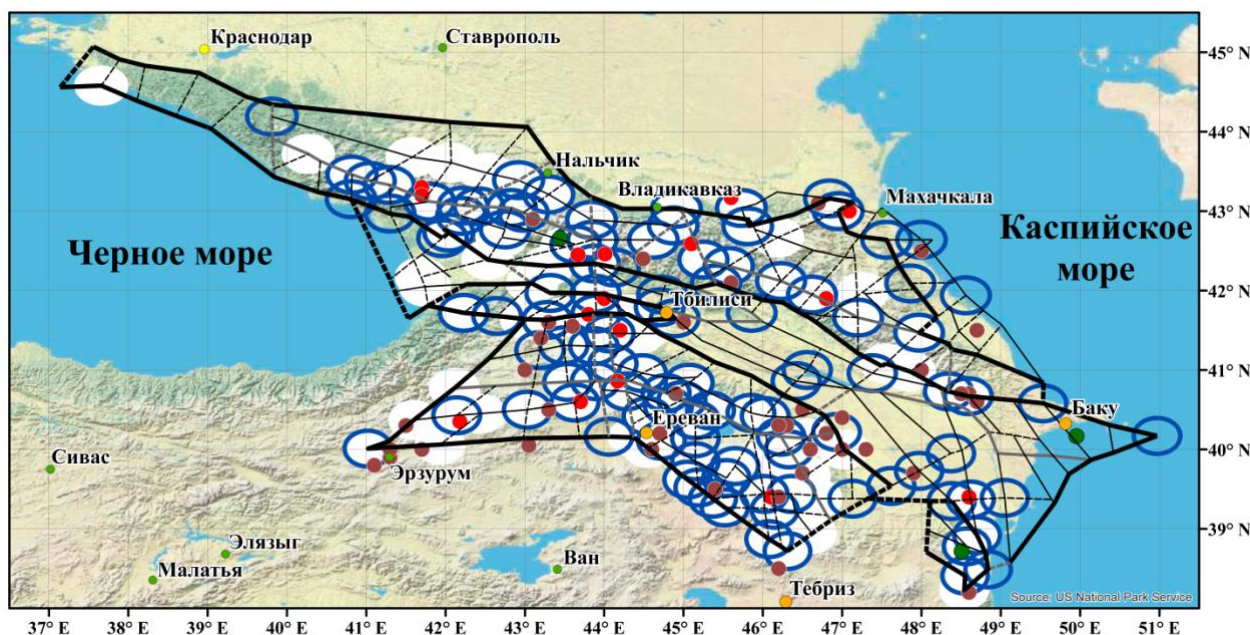 Краснодар
Ставрополь
45° N
44° N
Нальчик
Владикавказ
Махачкала
43° N
Черное море
Каспийское
море
Тбилиси
42° N
41° N
Баку
Ереван
40° N
Сивас
Эрзурум
Элязыг
Малатья
Ван
Тебриз
39° N
Source: US National Park Service
37° E 38° E 39° E 40° E 41° E 42° E 43° E 44° E 45° E 46° E 47° E 48° E 49° E 50° E 51° E